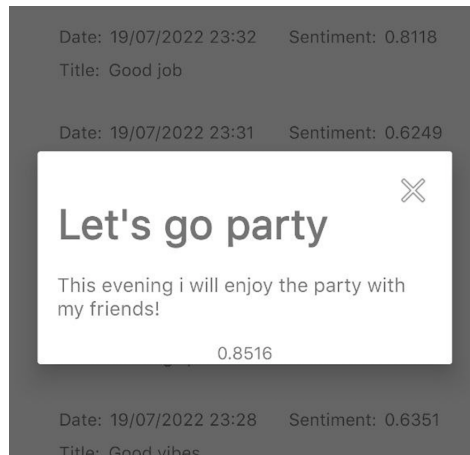 Date: 19/07/2022 23:32 Sentiment: 0.8118
Title: Good job
Date: 19/07/2022 23:31 Sentiment: 0.6249
Let's go party
This evening i will enjoy the party with
my friends!
0.8516
Date: 19/07/2022 23:28 Sentiment: 0.6351
Title: Good vibes